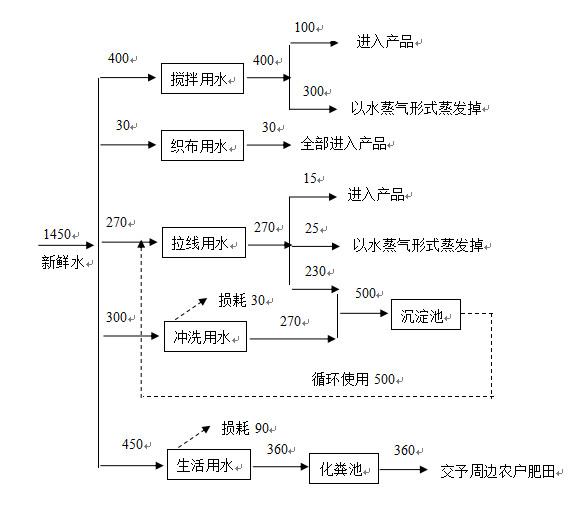 100
进入产品
400
搅拌用水
400
300
以水蒸气形式蒸发掉
30
织布用水
30
全部进入产品
15
进入产品
1450
新鲜水
270
拉线用水
270
25
以水蒸气形式蒸发掉
230
损耗 30
500
沉淀池
300
冲洗用水
270
循环使用 500
损耗 90
450
生活用水
360
化粪池
360
交予周边农户肥田